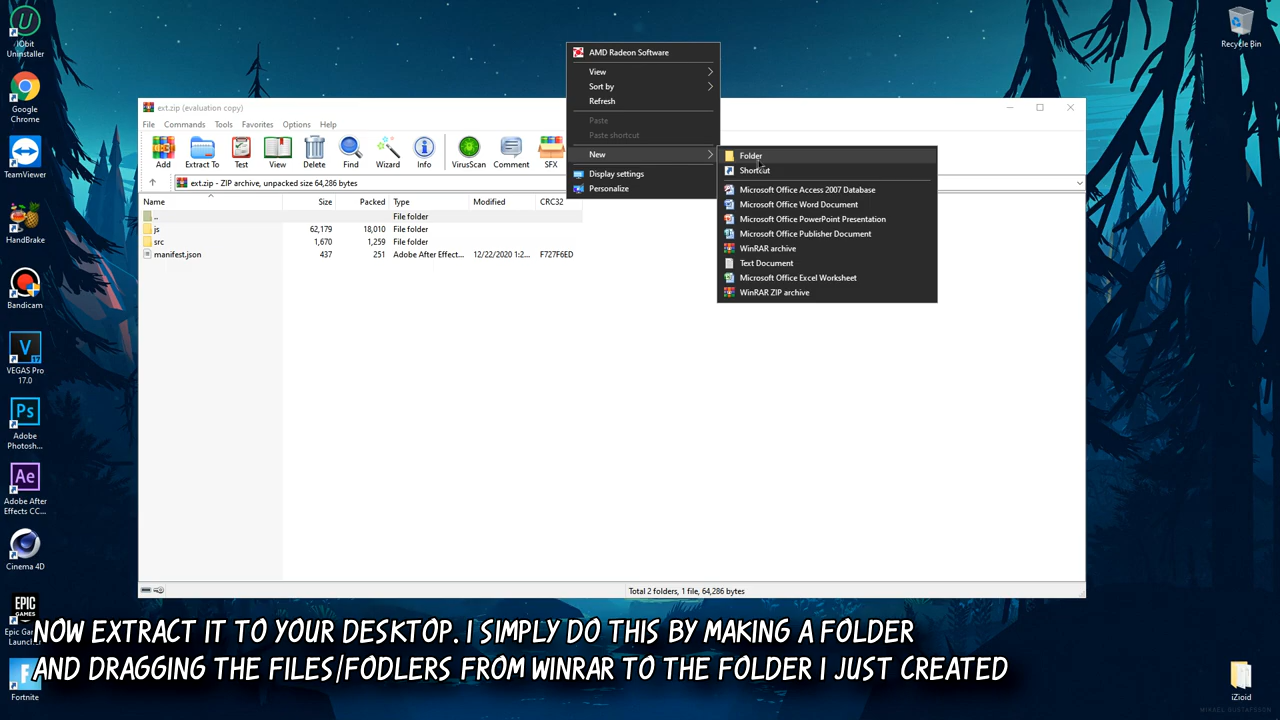 IObit
Uninstaller
Google
Chrome
TeamViewer
HandBrake
Bandicam
VEGAS Pro
17.0
Adobe
Photosh...
Adobe After
Effects CC...
Cinema 4D
EPIC
GAMES
Epic Ga
Laun
Fortnite
Recycle Bin
iZioid
MIKAEL GUSTAFSSON
ext.zip (evaluation copy)
File Commands Tools Favorites Options Help
Add Extract To Test View Delete Find Wizard Info VirusScan Comment SFX
ext.zip - ZIP archive, unpacked size 64,286 bytes
Name Size Packed Type Modified CRC32
.. File folder
js 62,179 18,010 File folder
src 1,670 1,259 File folder
manifest.json 437 251 Adobe After Effect... 12/22/2020 1:2... F727F6ED
Total 2 folders, 1 file, 64,286 bytes
AMD Radeon Software
View
Sort by
Refresh
Paste
Paste shortcut
New
Display settings
Personalize
Folder
Shortcut
Microsoft Office Access 2007 Database
Microsoft Office Word Document
Microsoft Office PowerPoint Presentation
Microsoft Office Publisher Document
WinRAR archive
Text Document
Microsoft Office Excel Worksheet
WinRAR ZIP archive
NOW EXTRACT IT TO YOUR DESKTOP. I SIMPLY DO THIS BY MAKING A FOLDER
AND DRAGGING THE FILES/FODLERS FROM WINRAR TO THE FOLDER I JUST CREATED